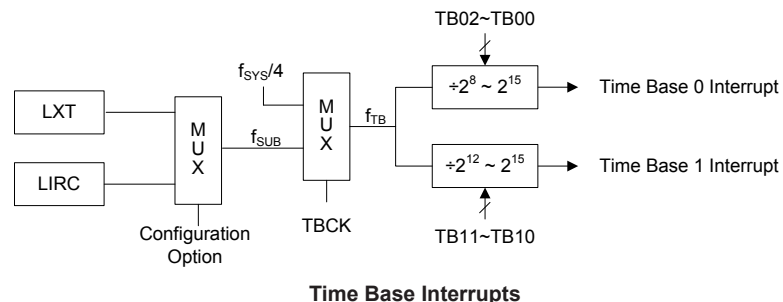 TB02~TB00
fSYS/4
LXT
M
U
X
M
U
X
÷2^8 ~ 2^15
Time Base 0 Interrupt
fSUB
fTB
LIRC
÷2^12 ~ 2^15
Time Base 1 Interrupt
Configuration
Option
TBCK
TB11~TB10
Time Base Interrupts